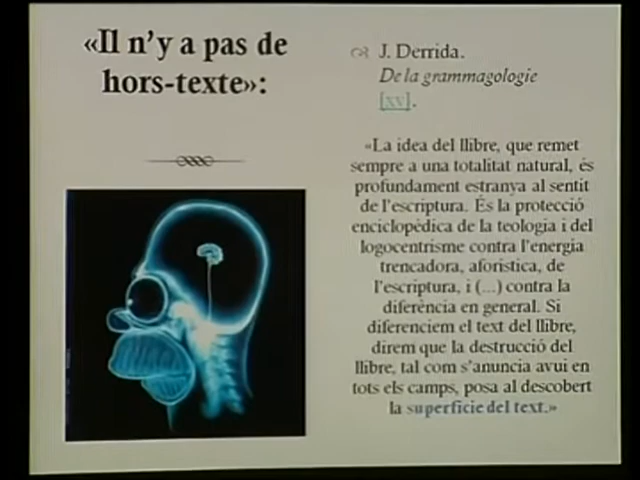 «Il n’y a pas de
hors-texte»:
J. Derrida.
De la grammagologie
[xv].
«La idea del llibre, que remet
sempre a una totalitat natural, és
profundament estranya al sentit
de l’escriptura. És la protecció
enciclopèdica de la teologia i del
logocentrisme contra l’energia
trencadora, aforística, de
l’escriptura, i (...) contra la
diferència en general. Si
diferenciem el text del llibre,
direm que la destrucció del
llibre, tal com s’anuncia avui en
tots els camps, posa al descobert
la superfície del text.»